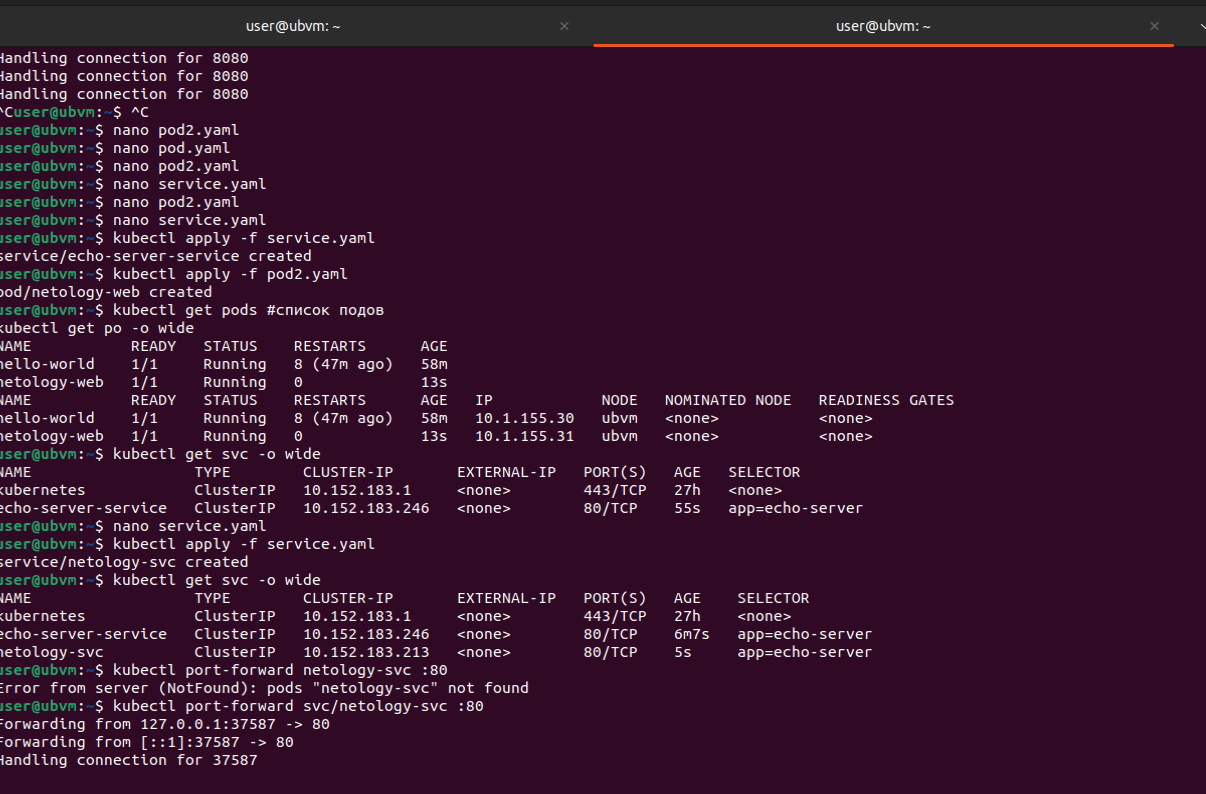 user@ubvm: ~ × user@ubvm: ~ ×
Handling connection for 8080
Handling connection for 8080
Handling connection for 8080
^Cuser@ubvm:~$ ^C
user@ubvm:~$ nano pod2.yaml
user@ubvm:~$ nano pod.yaml
user@ubvm:~$ nano pod2.yaml
user@ubvm:~$ nano service.yaml
user@ubvm:~$ nano pod2.yaml
user@ubvm:~$ nano service.yaml
user@ubvm:~$ kubectl apply -f service.yaml
service/echo-server-service created
user@ubvm:~$ kubectl apply -f pod2.yaml
pod/netology-web created
user@ubvm:~$ kubectl get pods #список подов
kubectl get po -o wide
NAME READY STATUS RESTARTS AGE
hello-world 1/1 Running 8 (47m ago) 58m
netology-web 1/1 Running 0 13s
NAME READY STATUS RESTARTS AGE IP NODE NOMINATED NODE READINESS GATES
hello-world 1/1 Running 8 (47m ago) 58m 10.1.155.30 ubvm <none> <none>
netology-web 1/1 Running 0 13s 10.1.155.31 ubvm <none> <none>
user@ubvm:~$ kubectl get svc -o wide
NAME TYPE CLUSTER-IP EXTERNAL-IP PORT(S) AGE SELECTOR
kubernetes ClusterIP 10.152.183.1 <none> 443/TCP 27h <none>
echo-server-service ClusterIP 10.152.183.246 <none> 80/TCP 55s app=echo-server
user@ubvm:~$ nano service.yaml
user@ubvm:~$ kubectl apply -f service.yaml
service/netology-svc created
user@ubvm:~$ kubectl get svc -o wide
NAME TYPE CLUSTER-IP EXTERNAL-IP PORT(S) AGE SELECTOR
kubernetes ClusterIP 10.152.183.1 <none> 443/TCP 27h <none>
echo-server-service ClusterIP 10.152.183.246 <none> 80/TCP 6m7s app=echo-server
netology-svc ClusterIP 10.152.183.213 <none> 80/TCP 5s app=echo-server
user@ubvm:~$ kubectl port-forward netology-svc :80
Error from server (NotFound): pods "netology-svc" not found
user@ubvm:~$ kubectl port-forward svc/netology-svc :80
Forwarding from 127.0.0.1:37587 -> 80
Forwarding from [::1]:37587 -> 80
Handling connection for 37587